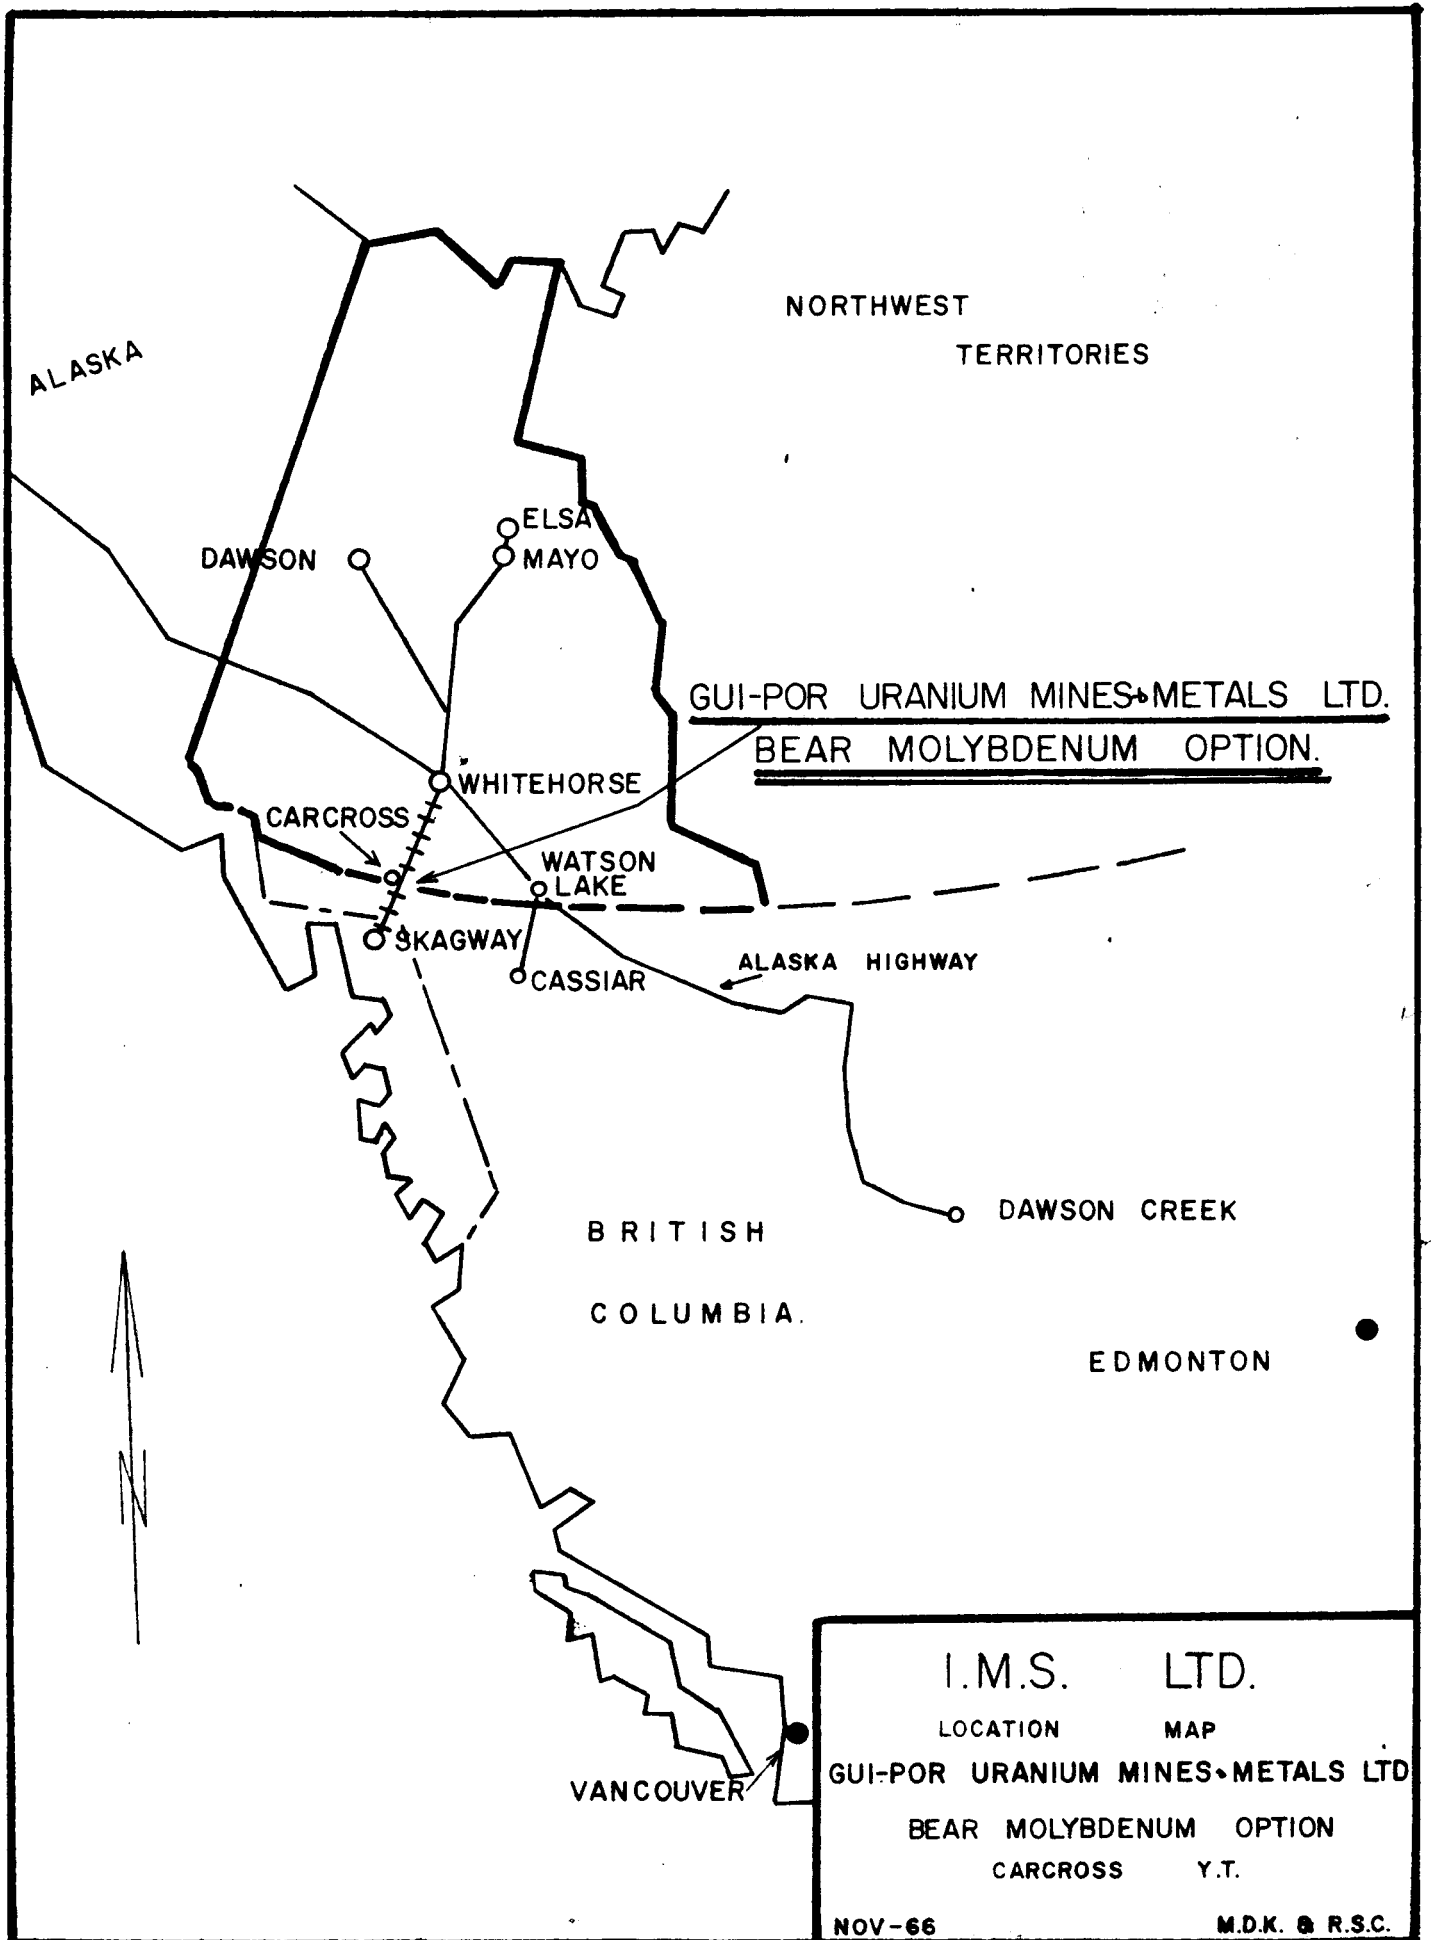 NORTHWEST
TERRITORIES
ALASKA
ELSA
DAWSON
MAYO
GUI-POR URANIUM MINES & METALS LTD.
BEAR MOLYBDENUM OPTION.
WHITEHORSE
CARCROSS
WATSON
LAKE
SKAGWAY
ALASKA HIGHWAY
CASSIAR
DAWSON CREEK
BRITISH
COLUMBIA.
EDMONTON
N
VANCOUVER
I.M.S. LTD.
LOCATION MAP
GUI-POR URANIUM MINES & METALS LTD
BEAR MOLYBDENUM OPTION
CARCROSS Y.T.
NOV-66 M.D.K. & R.S.C.